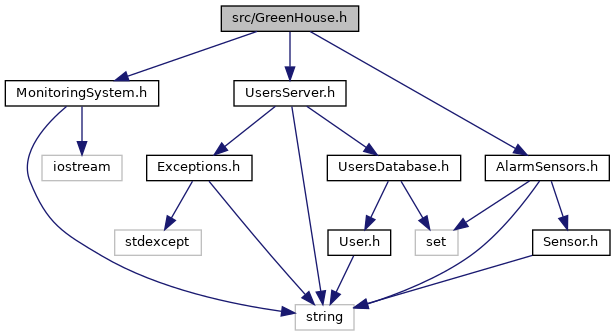 src/GreenHouse.h
MonitoringSystem.h
UsersServer.h
iostream
Exceptions.h
UsersDatabase.h
AlarmSensors.h
stdexcept
User.h
set
Sensor.h
string